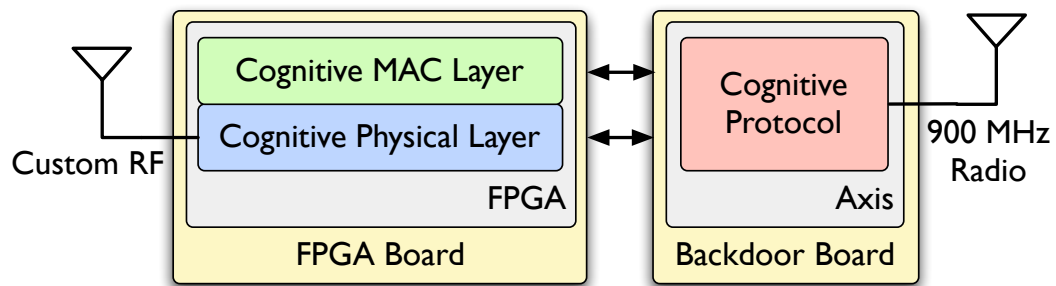 Cognitive MAC Layer
Cognitive Physical Layer
Custom RF
FPGA
FPGA Board
Cognitive
Protocol
900 MHz
Radio
Axis
Backdoor Board